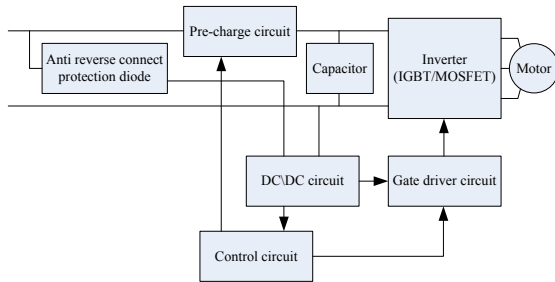 Pre-charge circuit
Anti reverse connect
protection diode
Capacitor
Inverter
(IGBT/MOSFET)
Motor
DC\DC circuit
Gate driver circuit
Control circuit